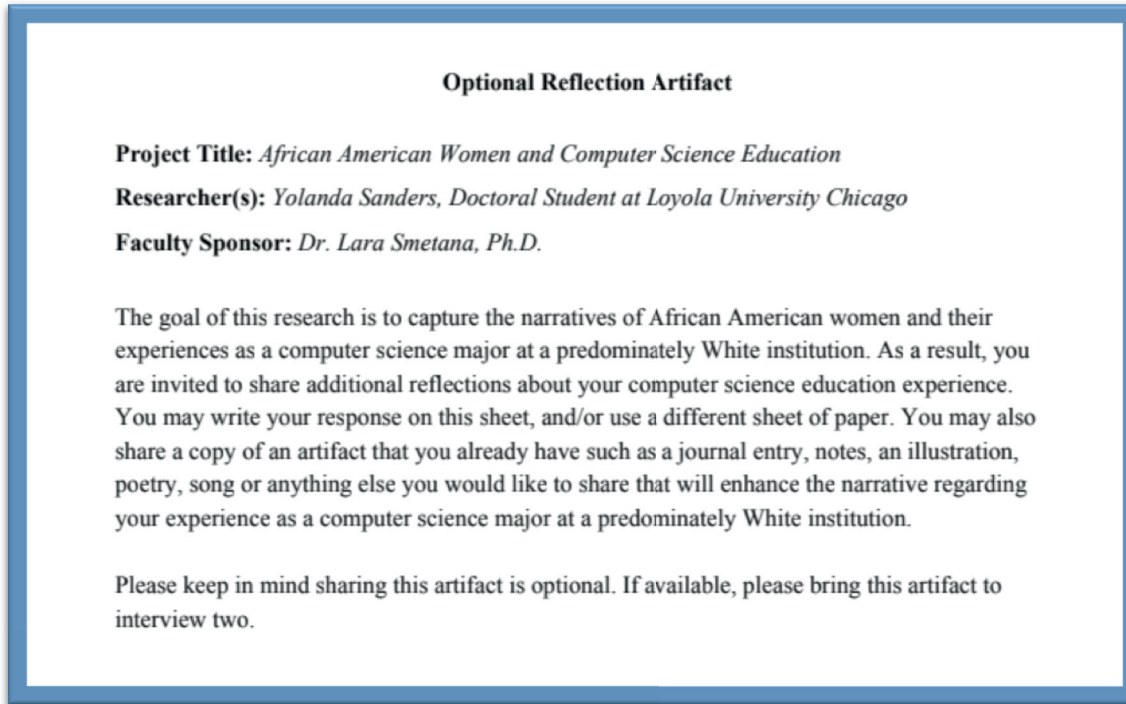 Optional Reflection Artifact
Project Title: African American Women and Computer Science Education
Researcher(s): Yolanda Sanders, Doctoral Student at Loyola University Chicago
Faculty Sponsor: Dr. Lara Smetana, Ph.D.
The goal of this research is to capture the narratives of African American women and their
experiences as a computer science major at a predominately White institution. As a result, you
are invited to share additional reflections about your computer science education experience.
You may write your response on this sheet, and/or use a different sheet of paper. You may also
share a copy of an artifact that you already have such as a journal entry, notes, an illustration,
poetry, song or anything else you would like to share that will enhance the narrative regarding
your experience as a computer science major at a predominately White institution.
Please keep in mind sharing this artifact is optional. If available, please bring this artifact to
interview two.